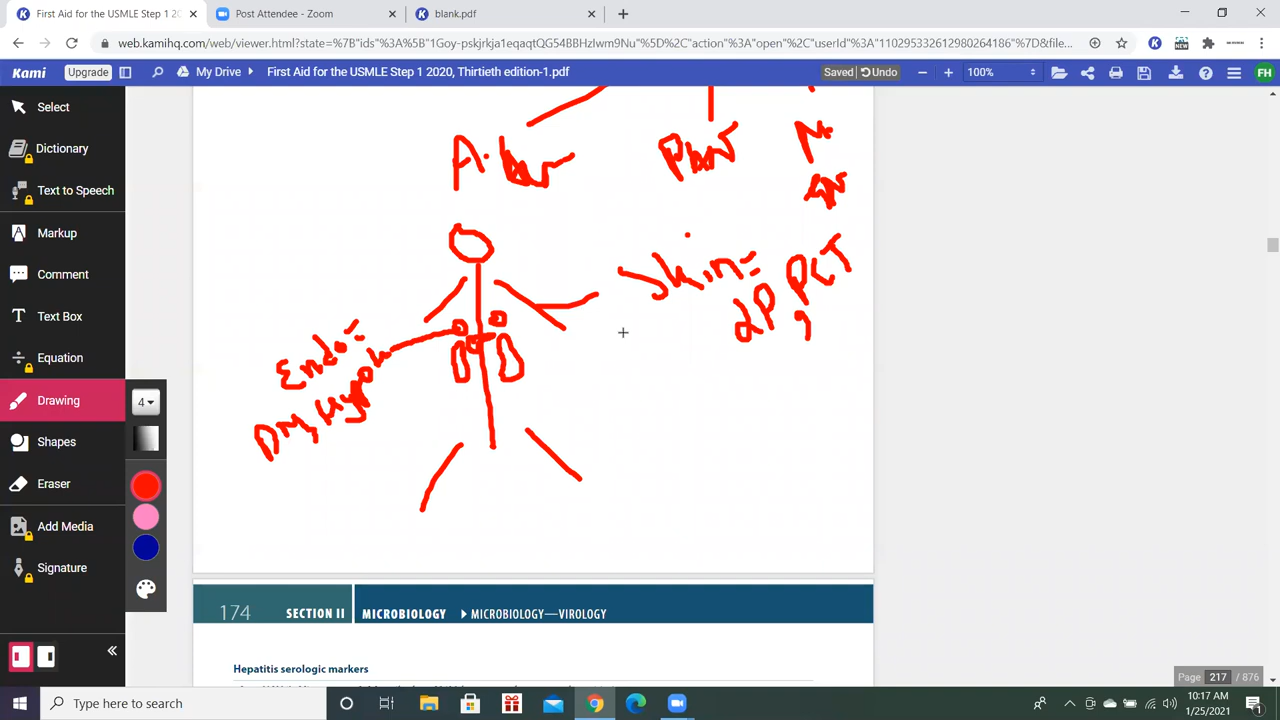 First Aid for the USMLE Step 1 2
Post Attendee - Zoom
blank.pdf
web.kamihq.com/web/viewer.html?state=%7B"ids"%3A%5B"1Goy-pskjrkja1eqaqtQG54BBHzIwm9Nu"%5D%2C"action"%3A"open"%2C"userId"%3A"110295332612980264186"%7D&file...
Kami Upgrade My Drive First Aid for the USMLE Step 1 2020, Thirtieth edition-1.pdf Saved Undo 100% FH
Select
Dictionary
Text to Speech
Markup
Comment
Text Box
Equation
Drawing
Shapes
Eraser
Add Media
Signature
4
Skin=
PCT
LP
Endo=
DM, Hypo
174 SECTION II MICROBIOLOGY MICROBIOLOGY—VIROLOGY
Hepatitis serologic markers
Page 217 / 876
Type here to search
10:17 AM
1/25/2021